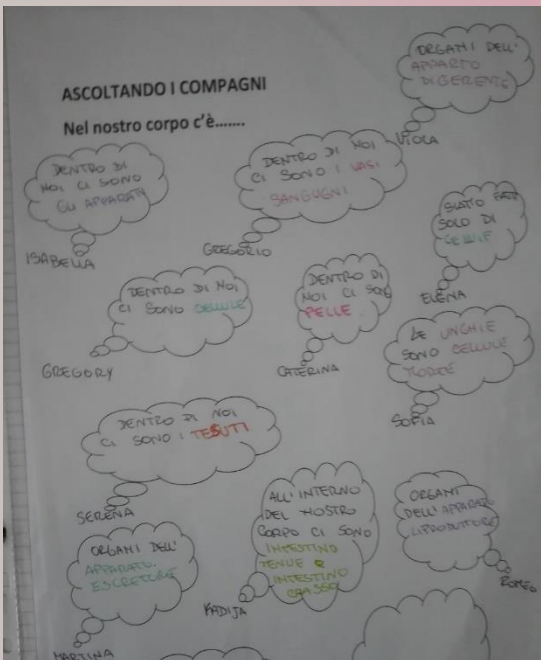 ASCOLTANDO I COMPAGNI
Nel nostro corpo c'è.......
ORGANI DELL'
APPARATO
DIGERENTE
VIOLA
DENTRO DI
NOI CI SONO
GLI APPARATI
ISABELLA
DENTRO DI NOI
CI SONO I VASI
SANGUGNI
GREGORIO
SOLO DI
CELLULE
ELENA
DENTRO DI NOI
CI SONO CELLULE
GREGORY
DENTRO DI
NOI CI SONO
PELLE
CATERINA
LE UNGHIE
SONO CELLULE
MORTE
SOFIA
DENTRO DI NOI
CI SONO I TESUTI
SERENA
ALL'INTERNO
DEL NOSTRO
CORPO CI SONO
INTESTINO
TENUE E
INTESTINO
CRASSO
KADIJA
ORGANI
DELL'APPARATO
RIPRODUTTORE
ROMEO
ORGANI DELL'
APPARATO
ESCRETORE
MARTINA